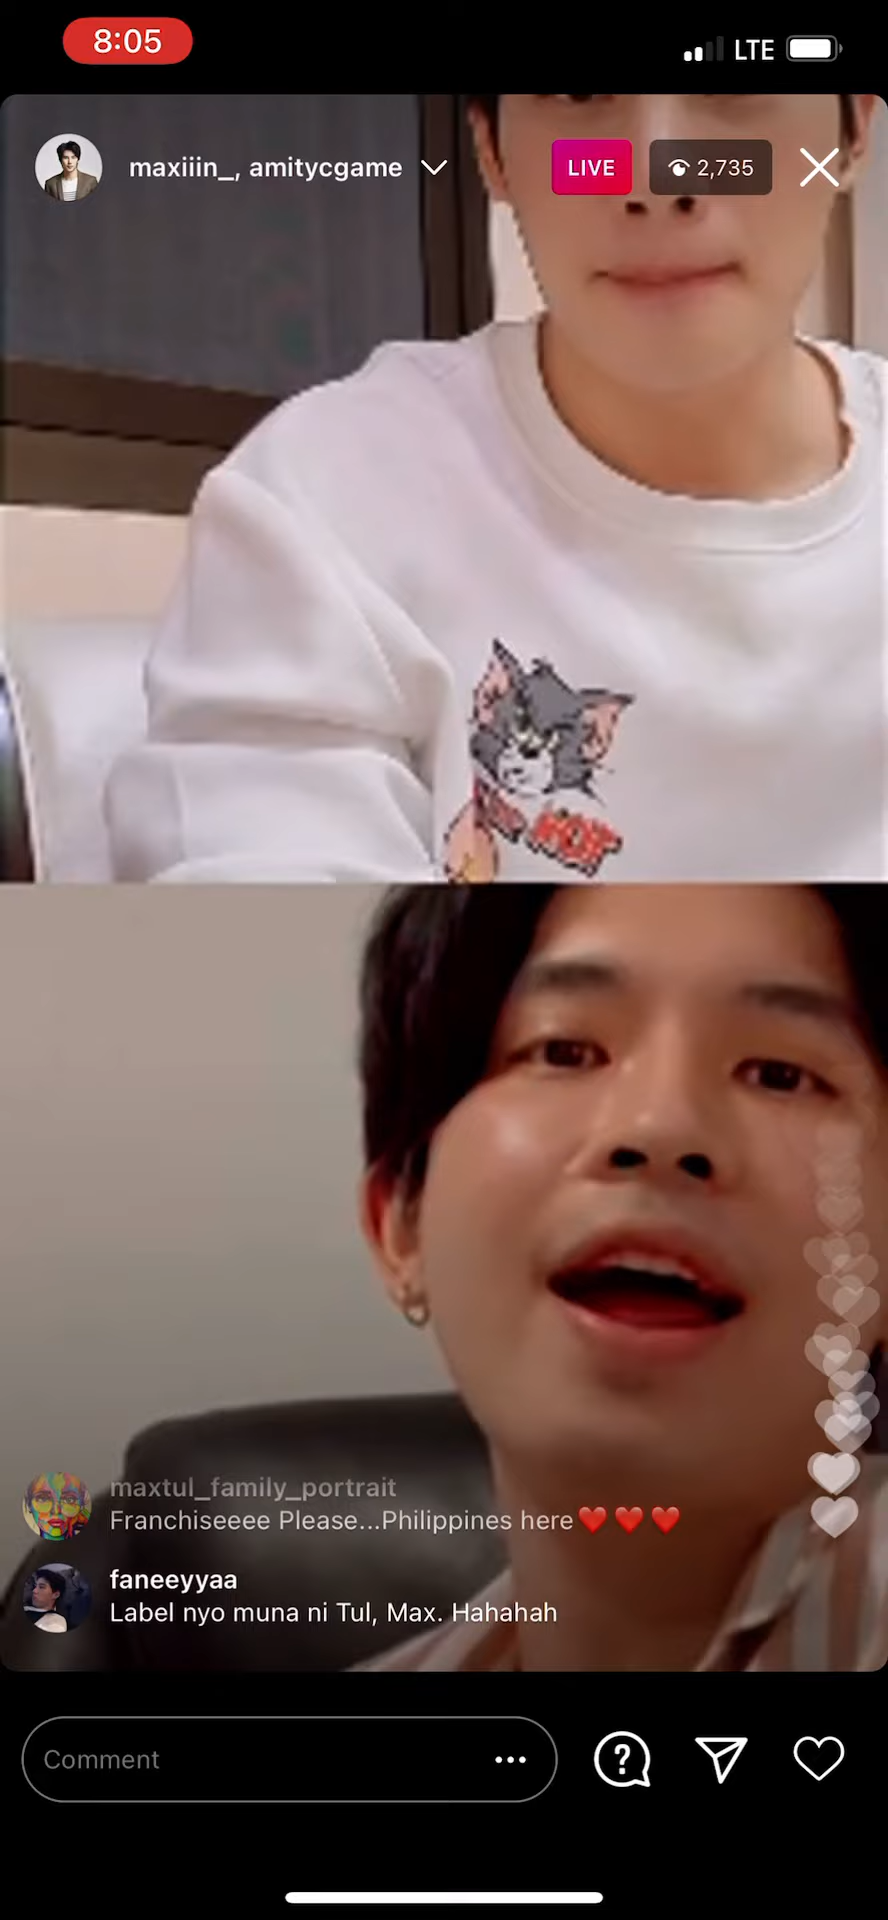 8:05
LTE
maxiiin_, amitycgame
LIVE
2,735
maxtul_family_portrait
Franchiseeee Please...Philippines here❤️❤️❤️
faneeyyaa
Label nyo muna ni Tul, Max. Hahahah
Comment